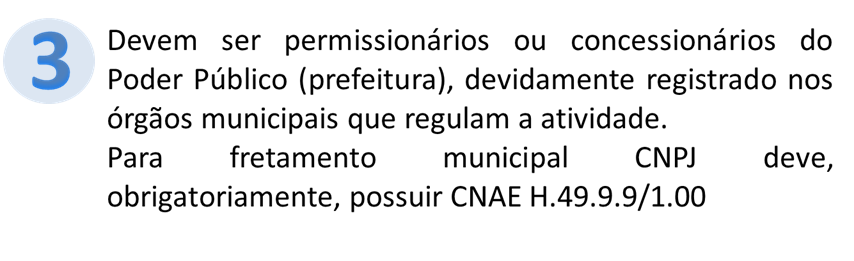 3
Devem ser permissionários ou concessionários do
Poder Público (prefeitura), devidamente registrado nos
órgãos municipais que regulam a atividade.
Para fretamento municipal CNPJ deve,
obrigatoriamente, possuir CNAE H.49.9.9/1.00